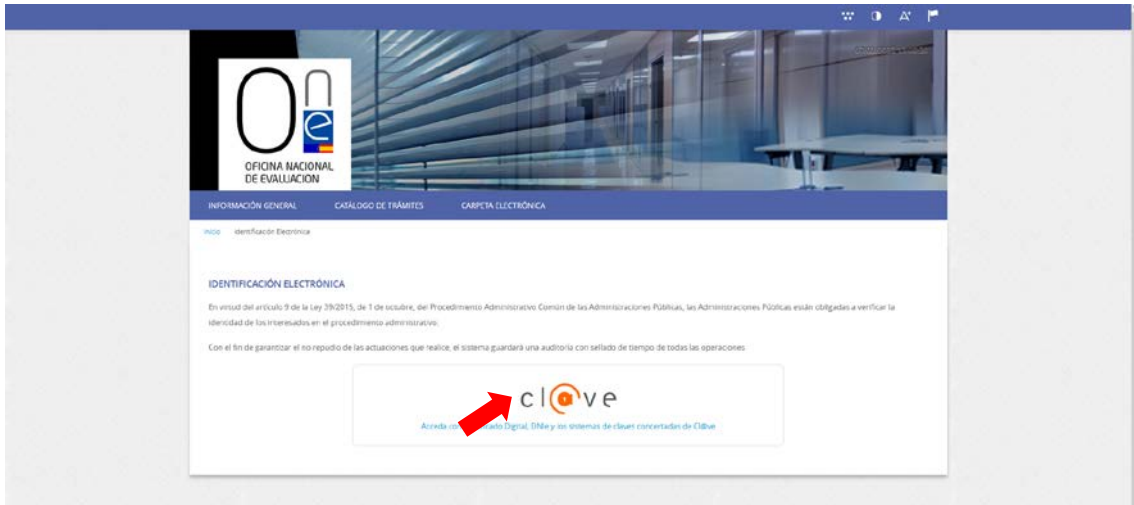 OFICINA NACIONAL
DE EVALUACIÓN
INFORMACIÓN GENERAL CATÁLOGO DE TRÁMITES CARPETA ELECTRÓNICA
Inicio Identificación Electrónica
IDENTIFICACIÓN ELECTRÓNICA
En virtud del artículo 9 de la Ley 39/2015, de 1 de octubre, del Procedimiento Administrativo Común de las Administraciones Públicas, las Administraciones Públicas están obligadas a verificar la
identidad de los interesados en el procedimiento administrativo.
Con el fin de garantizar el no repudio de las actuaciones que realice, el sistema guardará una auditoría con sellado de tiempo de todas las operaciones
cl@ve
Acceda Digital, DNIe y los sistemas de claves concertadas de Cl@ve